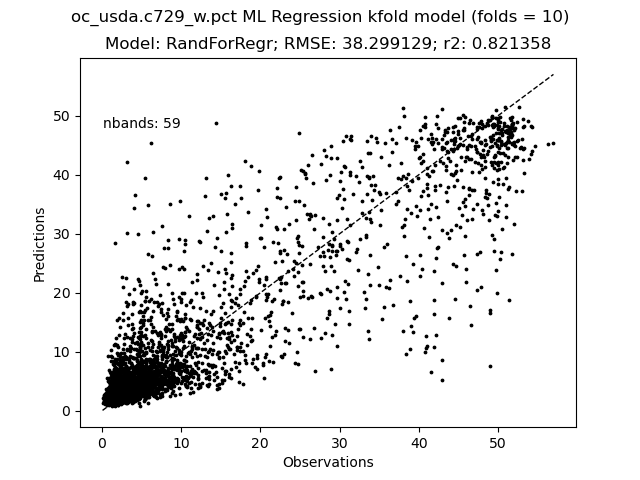 oc_usda.c729_w.pct ML Regression kfold model (folds = 10)
Model: RandForRegr; RMSE: 38.299129; r2: 0.821358
nbands: 59
50
40
30
20
10
0
Predictions
0 10 20 30 40 50
Observations